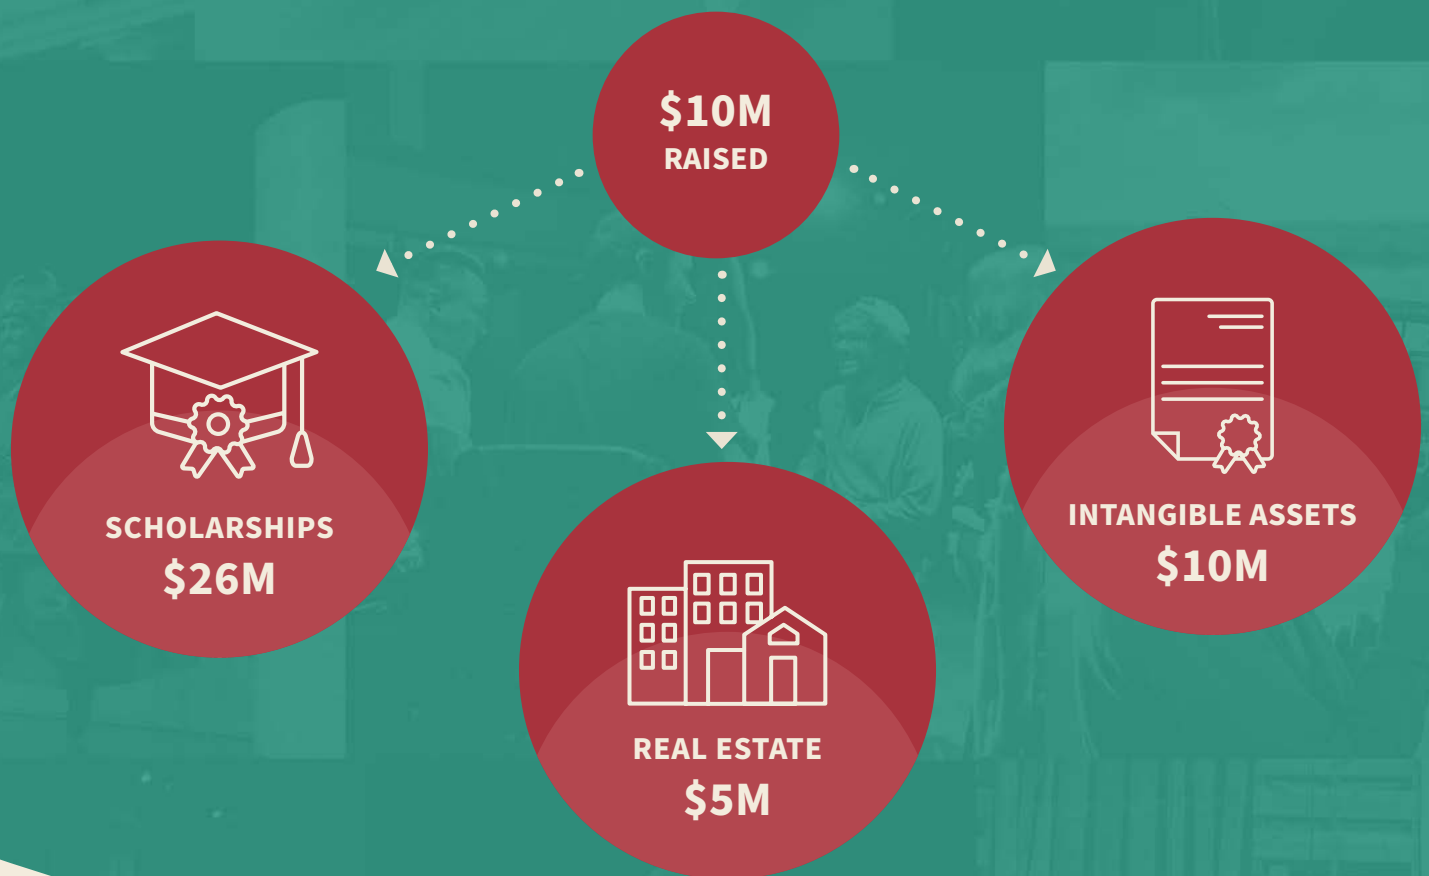 $10M
RAISED
SCHOLARSHIPS
$26M
INTANGIBLE ASSETS
$10M
REAL ESTATE
$5M